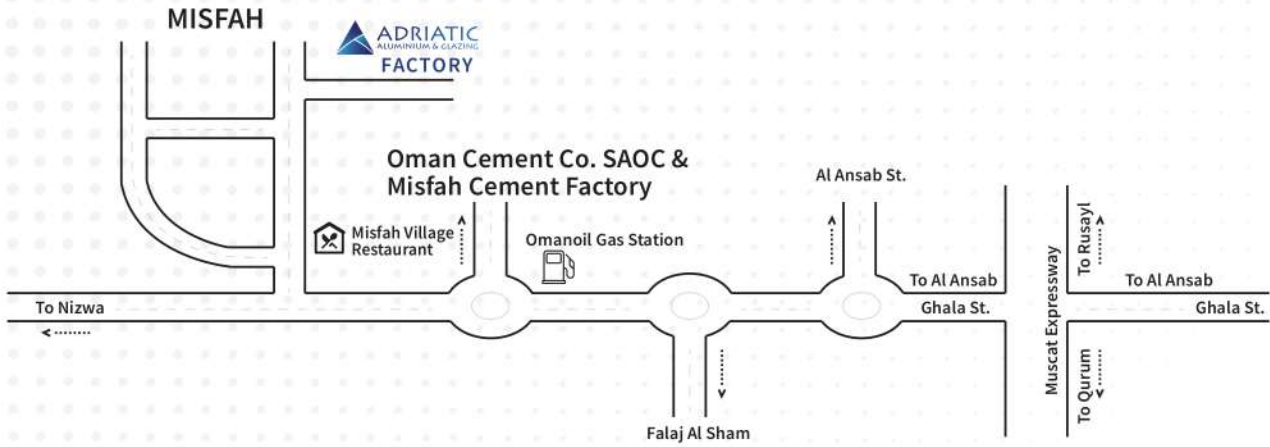 MISFAH
ADRIATIC
ALUMINIUM & GLAZING
FACTORY
Oman Cement Co. SAOC &
Misfah Cement Factory
Al Ansab St.
Misfah Village
Restaurant
Omanoil Gas Station
To Rusayl
To Al Ansab
To Al Ansab
To Nizwa
Ghala St.
Ghala St.
Muscat Expressway
To Qurum
Falaj Al Sham